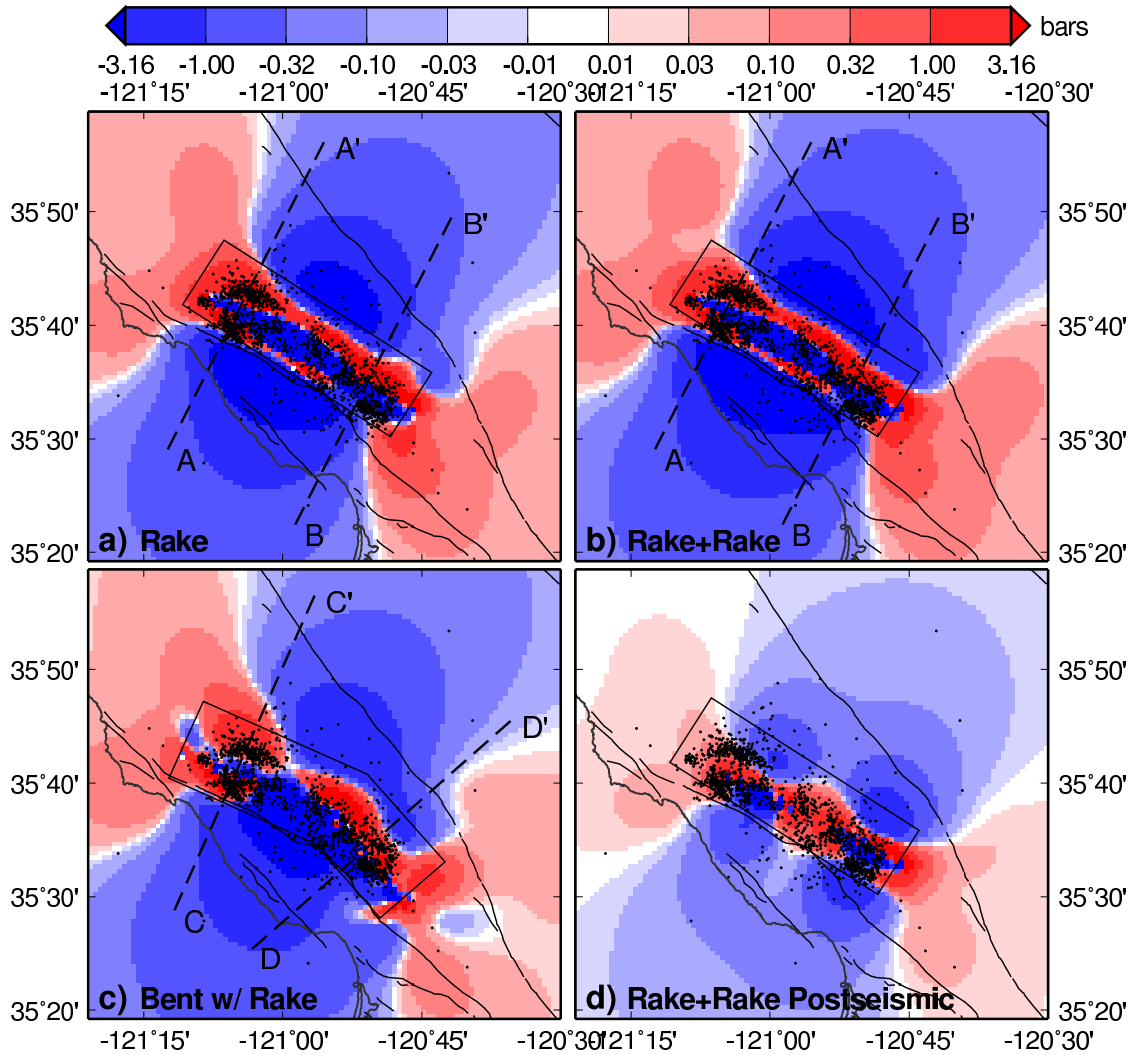 bars
-3.16 -1.00 -0.32 -0.10 -0.03 -0.01 0.01 0.03 0.10 0.32 1.00 3.16
-121˚15' -121˚00' -120˚45' -120˚30' -121˚15' -121˚00' -120˚45' -120˚30'
A' A'
B' B'
35˚50' 35˚50'
35˚40' 35˚40'
35˚30' 35˚30'
A A
B B
a) Rake b) Rake+Rake
35˚20' 35˚20'
C'
D'
35˚50' 35˚50'
35˚40' 35˚40'
35˚30' 35˚30'
C
D
c) Bent w/ Rake d) Rake+Rake Postseismic
35˚20' 35˚20'
-121˚15' -121˚00' -120˚45' -120˚30' -121˚15' -121˚00' -120˚45' -120˚30'